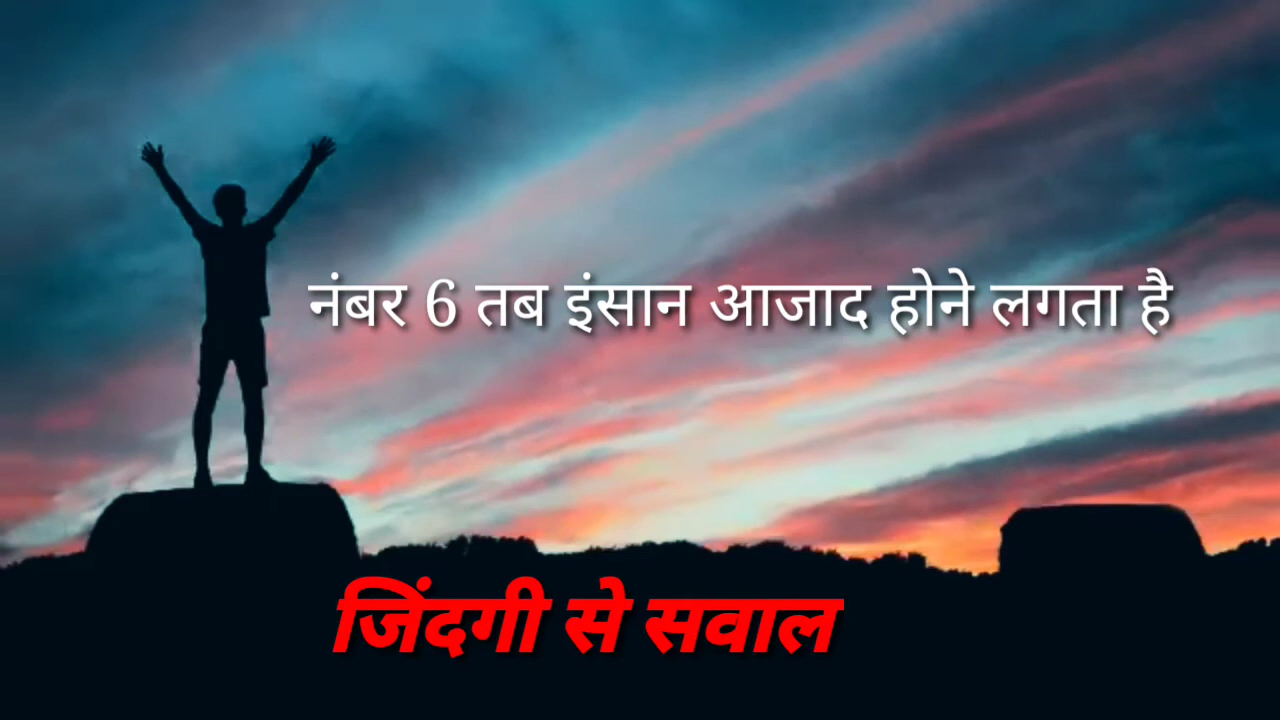 नंबर 6 तब इंसान आजाद होने लगता है
जिंदगी से सवाल